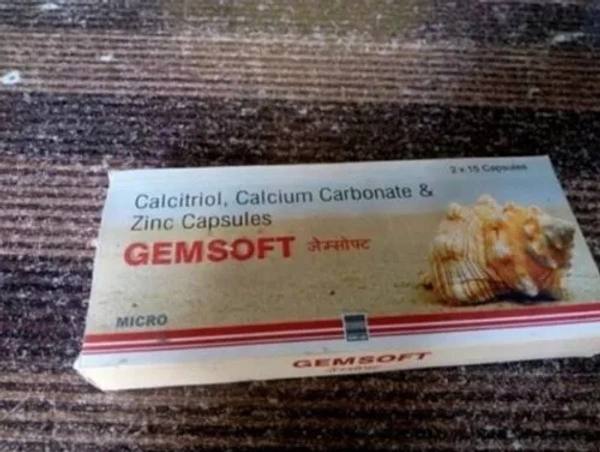 2 x 15 Capsules
Calcitriol, Calcium Carbonate &
Zinc Capsules
GEMSOFT जेम्सोफ्ट
MICRO
GEMSOFT
जेम्सोफ्ट